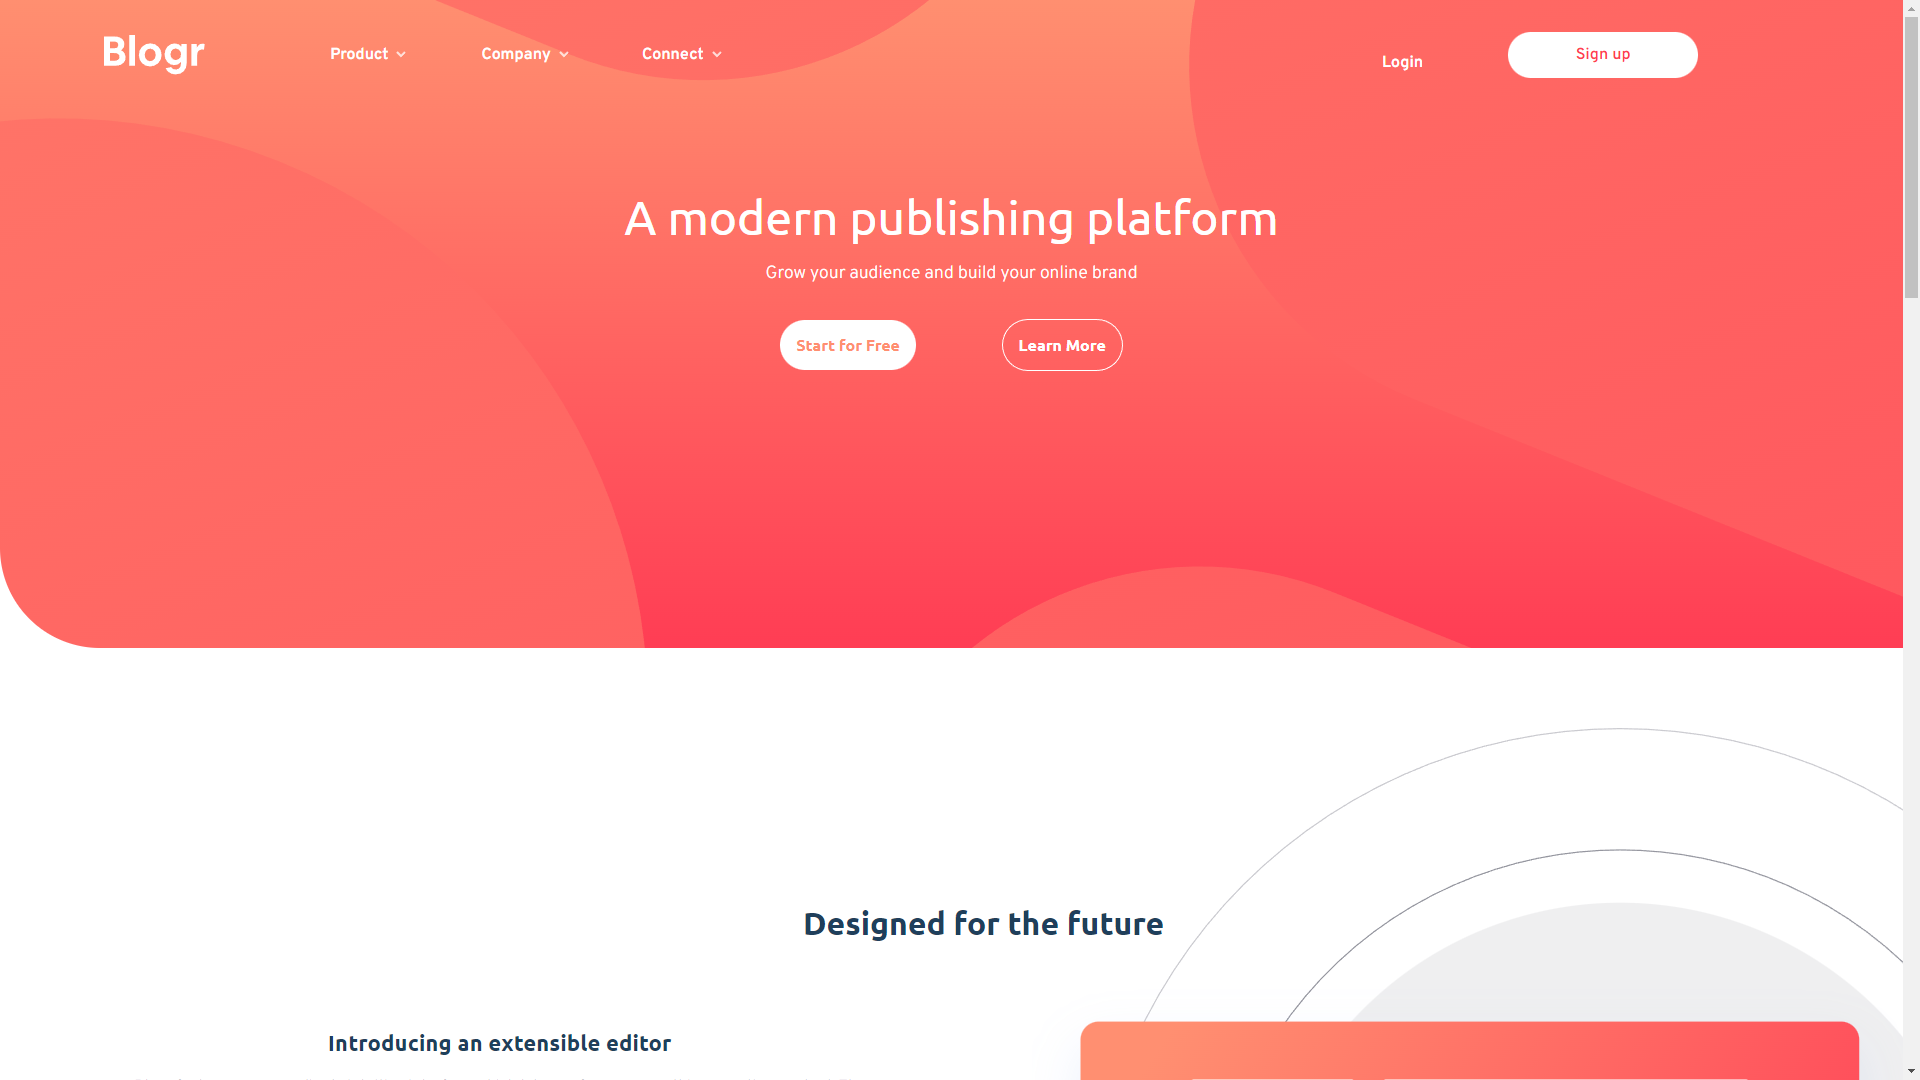 Blogr
Product
Company
Connect
Login
Sign up
A modern publishing platform
Grow your audience and build your online brand
Start for Free
Learn More
Designed for the future
Introducing an extensible editor